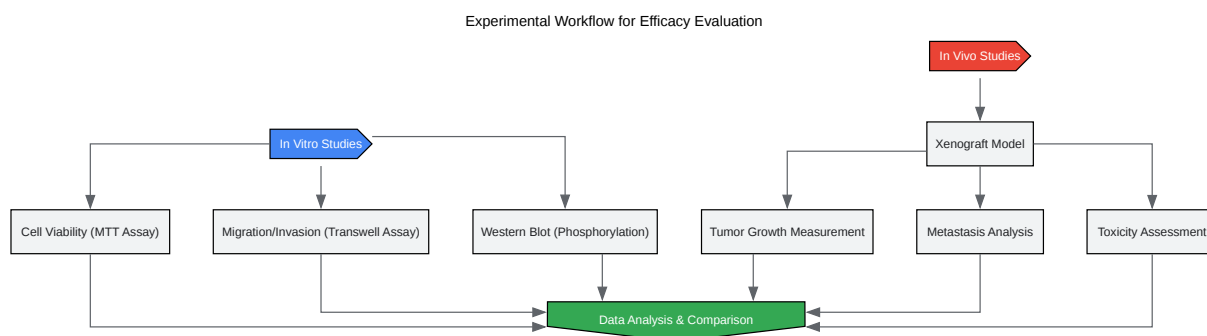 Experimental Workflow for Efficacy Evaluation
In Vivo Studies
In Vitro Studies
Xenograft Model
Cell Viability (MTT Assay)
Migration/Invasion (Transwell Assay)
Western Blot (Phosphorylation)
Tumor Growth Measurement
Metastasis Analysis
Toxicity Assessment
Data Analysis & Comparison